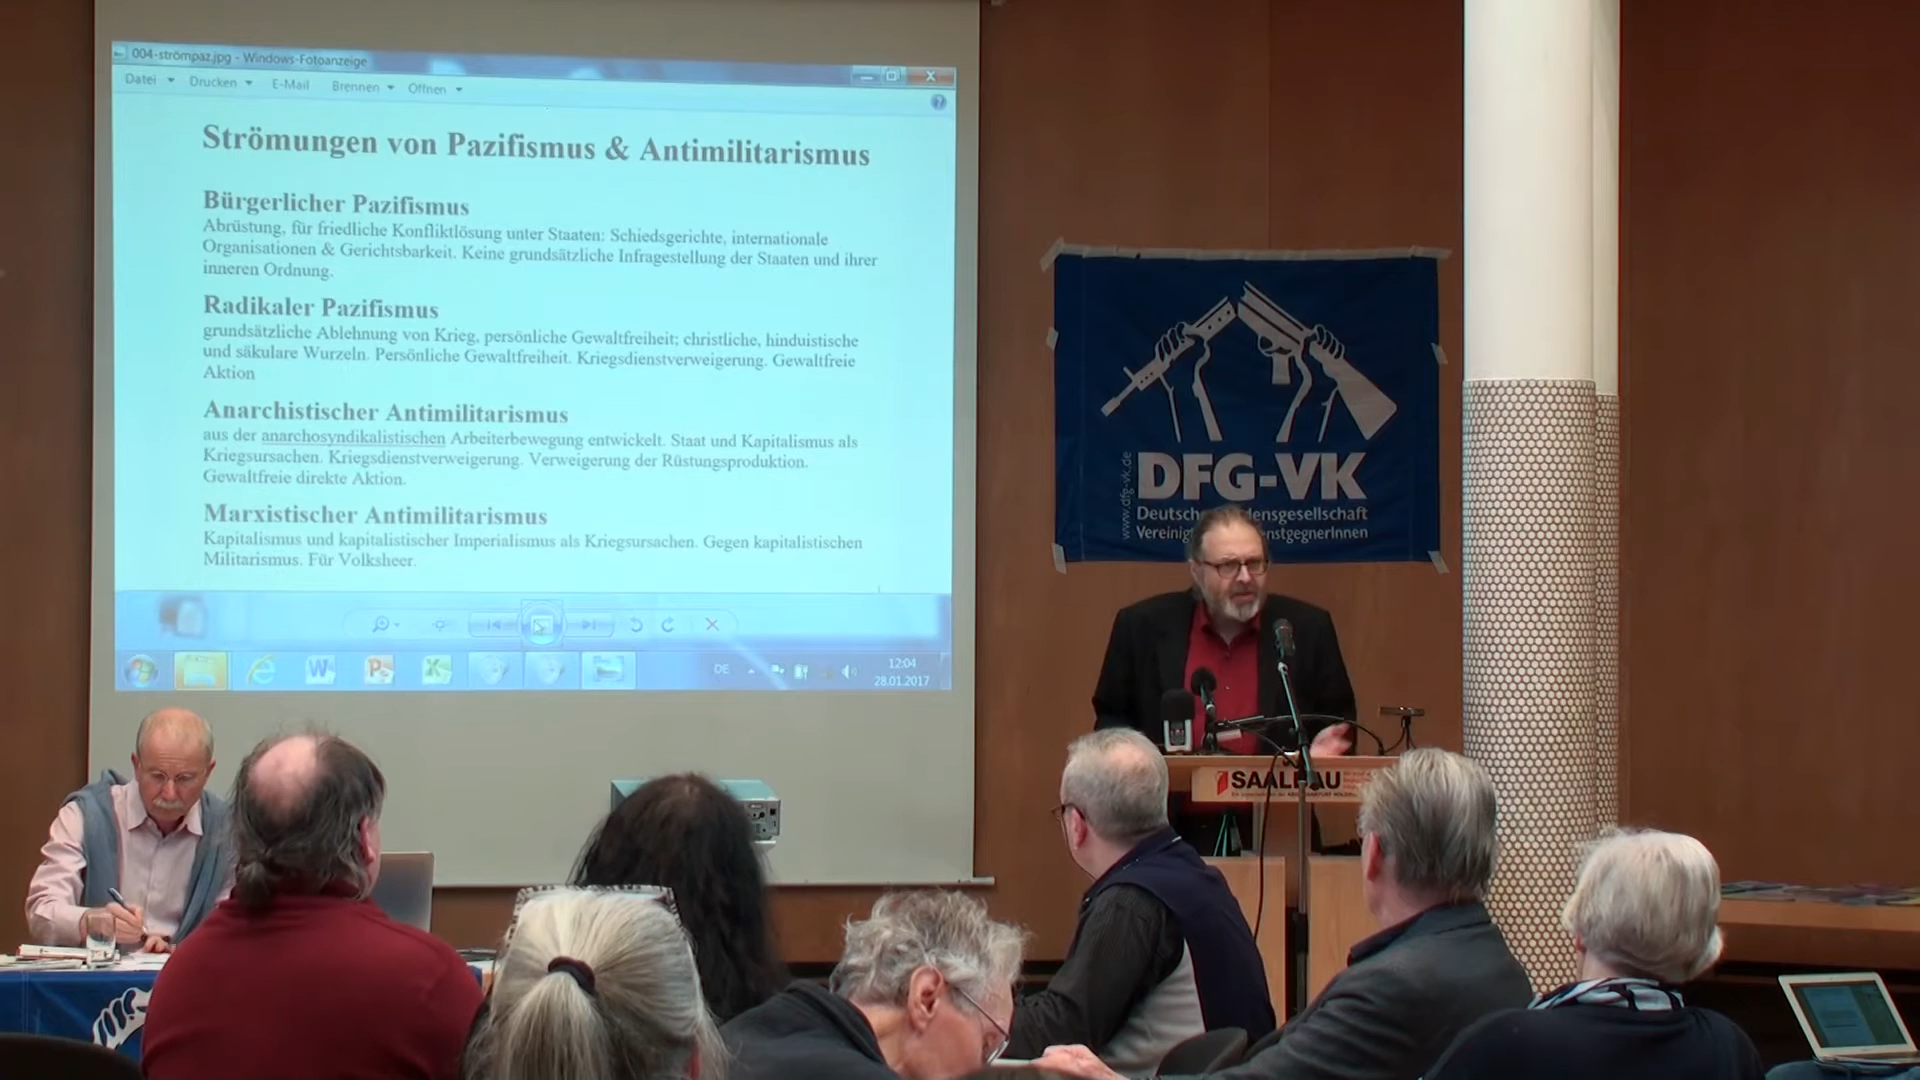 004-strömpaz.jpg - Windows-Fotoanzeige
Datei Drucken E-Mail Brennen Öffnen
Strömungen von Pazifismus & Antimilitarismus
Bürgerlicher Pazifismus
Abrüstung, für friedliche Konfliktlösung unter Staaten: Schiedsgerichte, internationale
Organisationen & Gerichtsbarkeit. Keine grundsätzliche Infragestellung der Staaten und ihrer
inneren Ordnung.
Radikaler Pazifismus
grundsätzliche Ablehnung von Krieg, persönliche Gewaltfreiheit; christliche, hinduistische
und säkulare Wurzeln. Persönliche Gewaltfreiheit. Kriegsdienstverweigerung. Gewaltfreie
Aktion
Anarchistischer Antimilitarismus
aus der anarchosyndikalistischen Arbeiterbewegung entwickelt. Staat und Kapitalismus als
Kriegsursachen. Kriegsdienstverweigerung. Verweigerung der Rüstungsproduktion.
Gewaltfreie direkte Aktion.
Marxistischer Antimilitarismus
Kapitalismus und kapitalistischer Imperialismus als Kriegsursachen. Gegen kapitalistischen
Militarismus. Für Volksheer.
DE
12:04
28.01.2017
www.dfg-vk.de
DFG-VK
Deutsch densgesellschaft
Vereinig nstgegnerInnen
SAALBAU